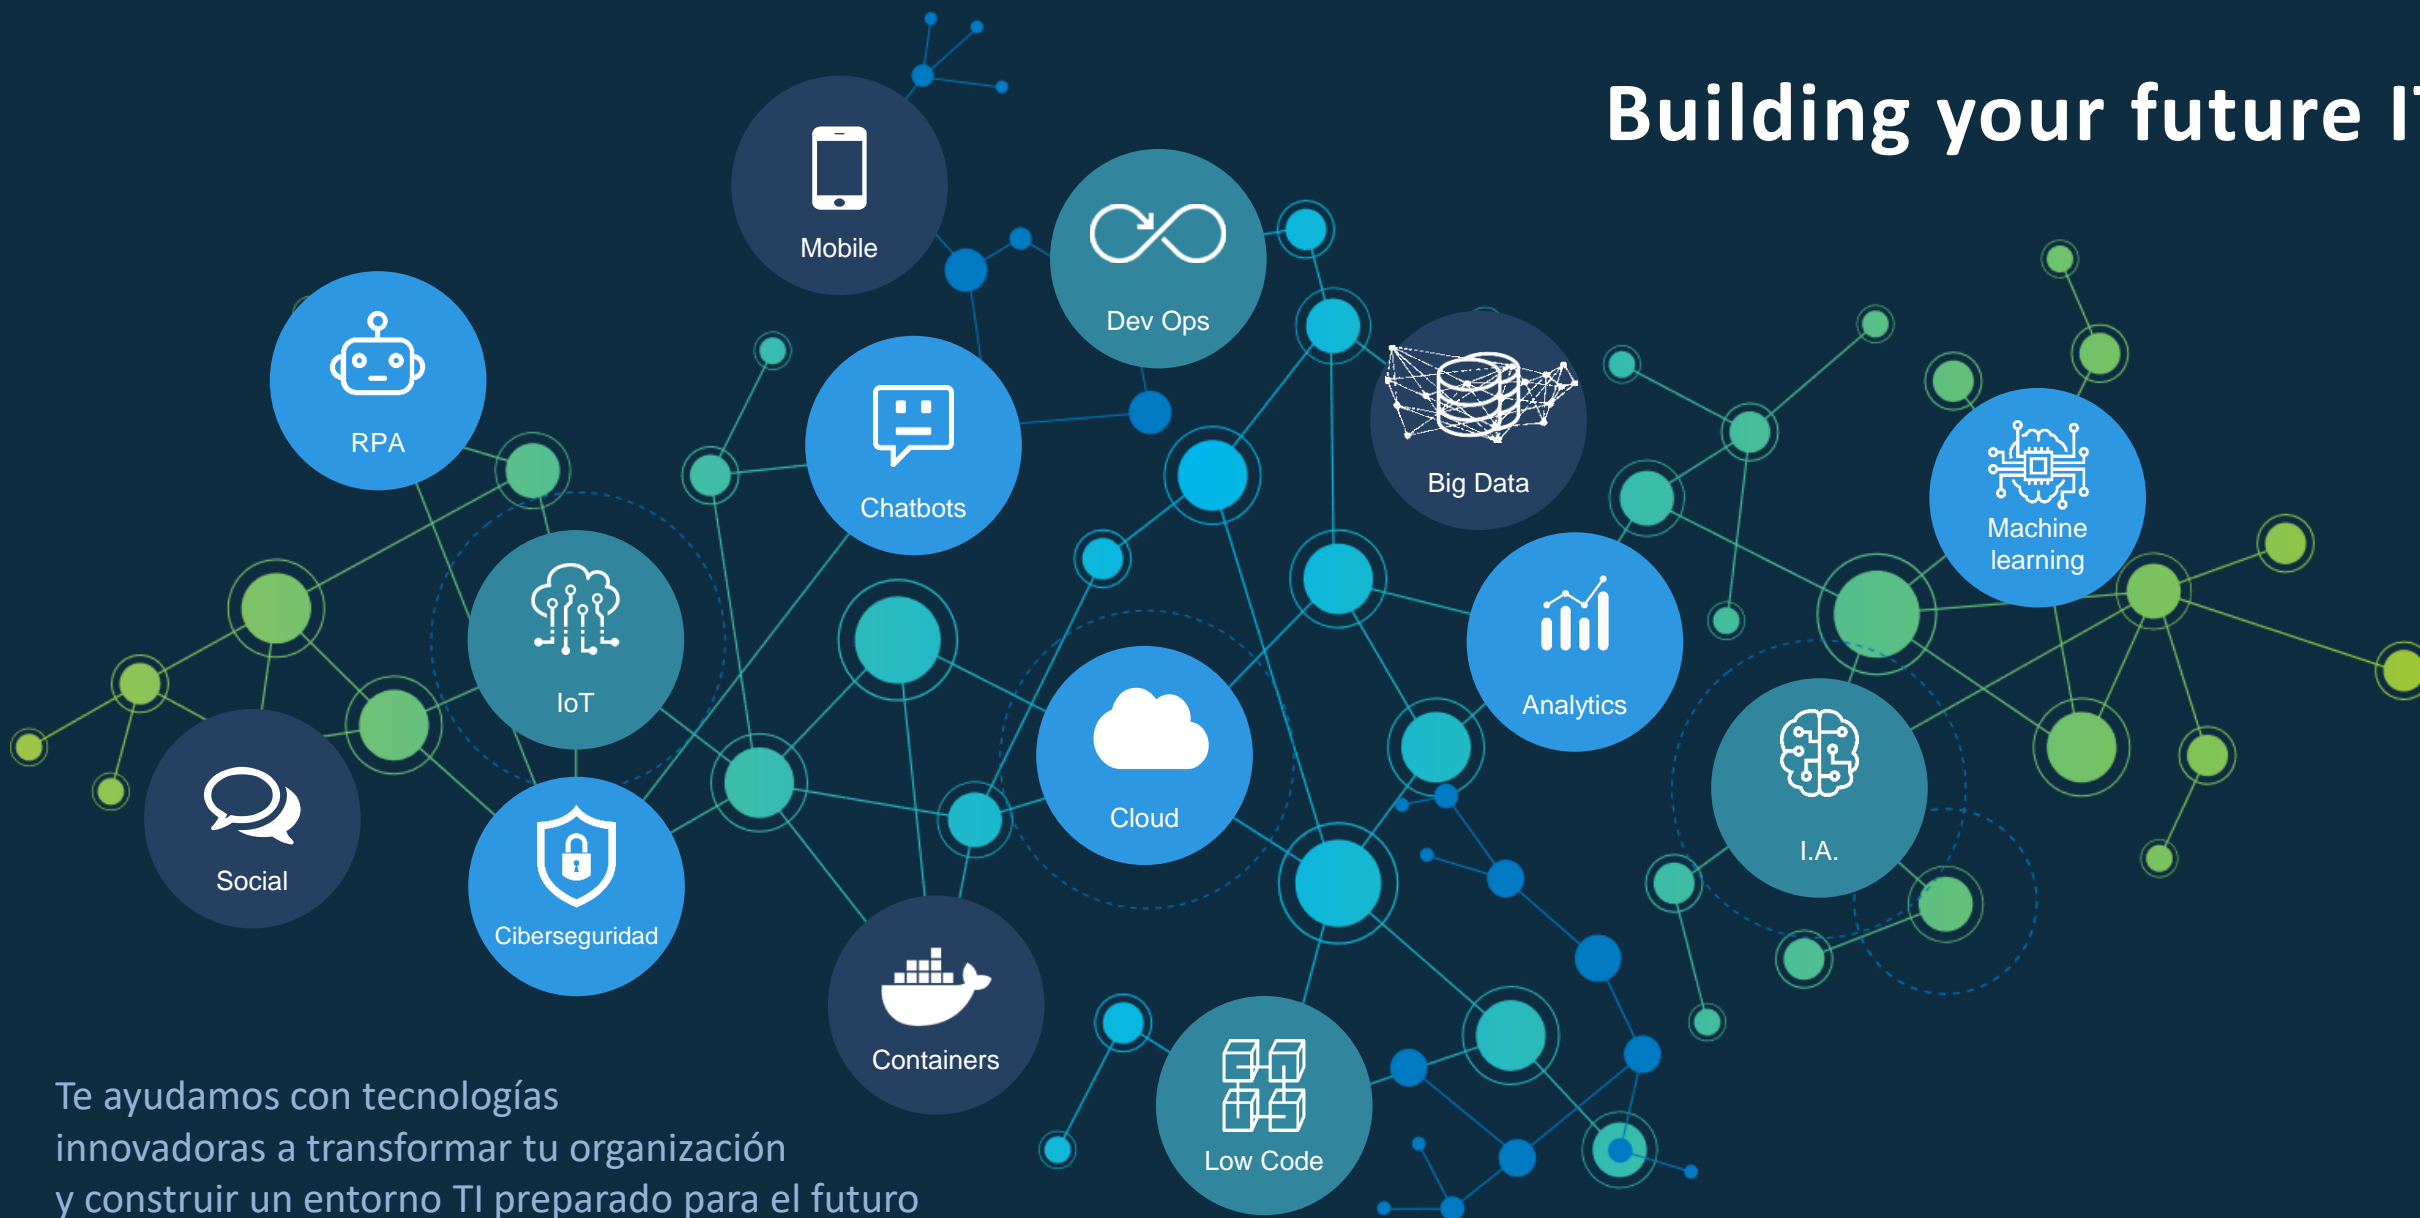 Building your future IT
Mobile
Dev Ops
RPA
Chatbots
Big Data
Machine
learning
IoT
Analytics
Cloud
I.A.
Social
Ciberseguridad
Containers
Low Code
Te ayudamos con tecnologías
innovadoras a transformar tu organización
y construir un entorno TI preparado para el futuro